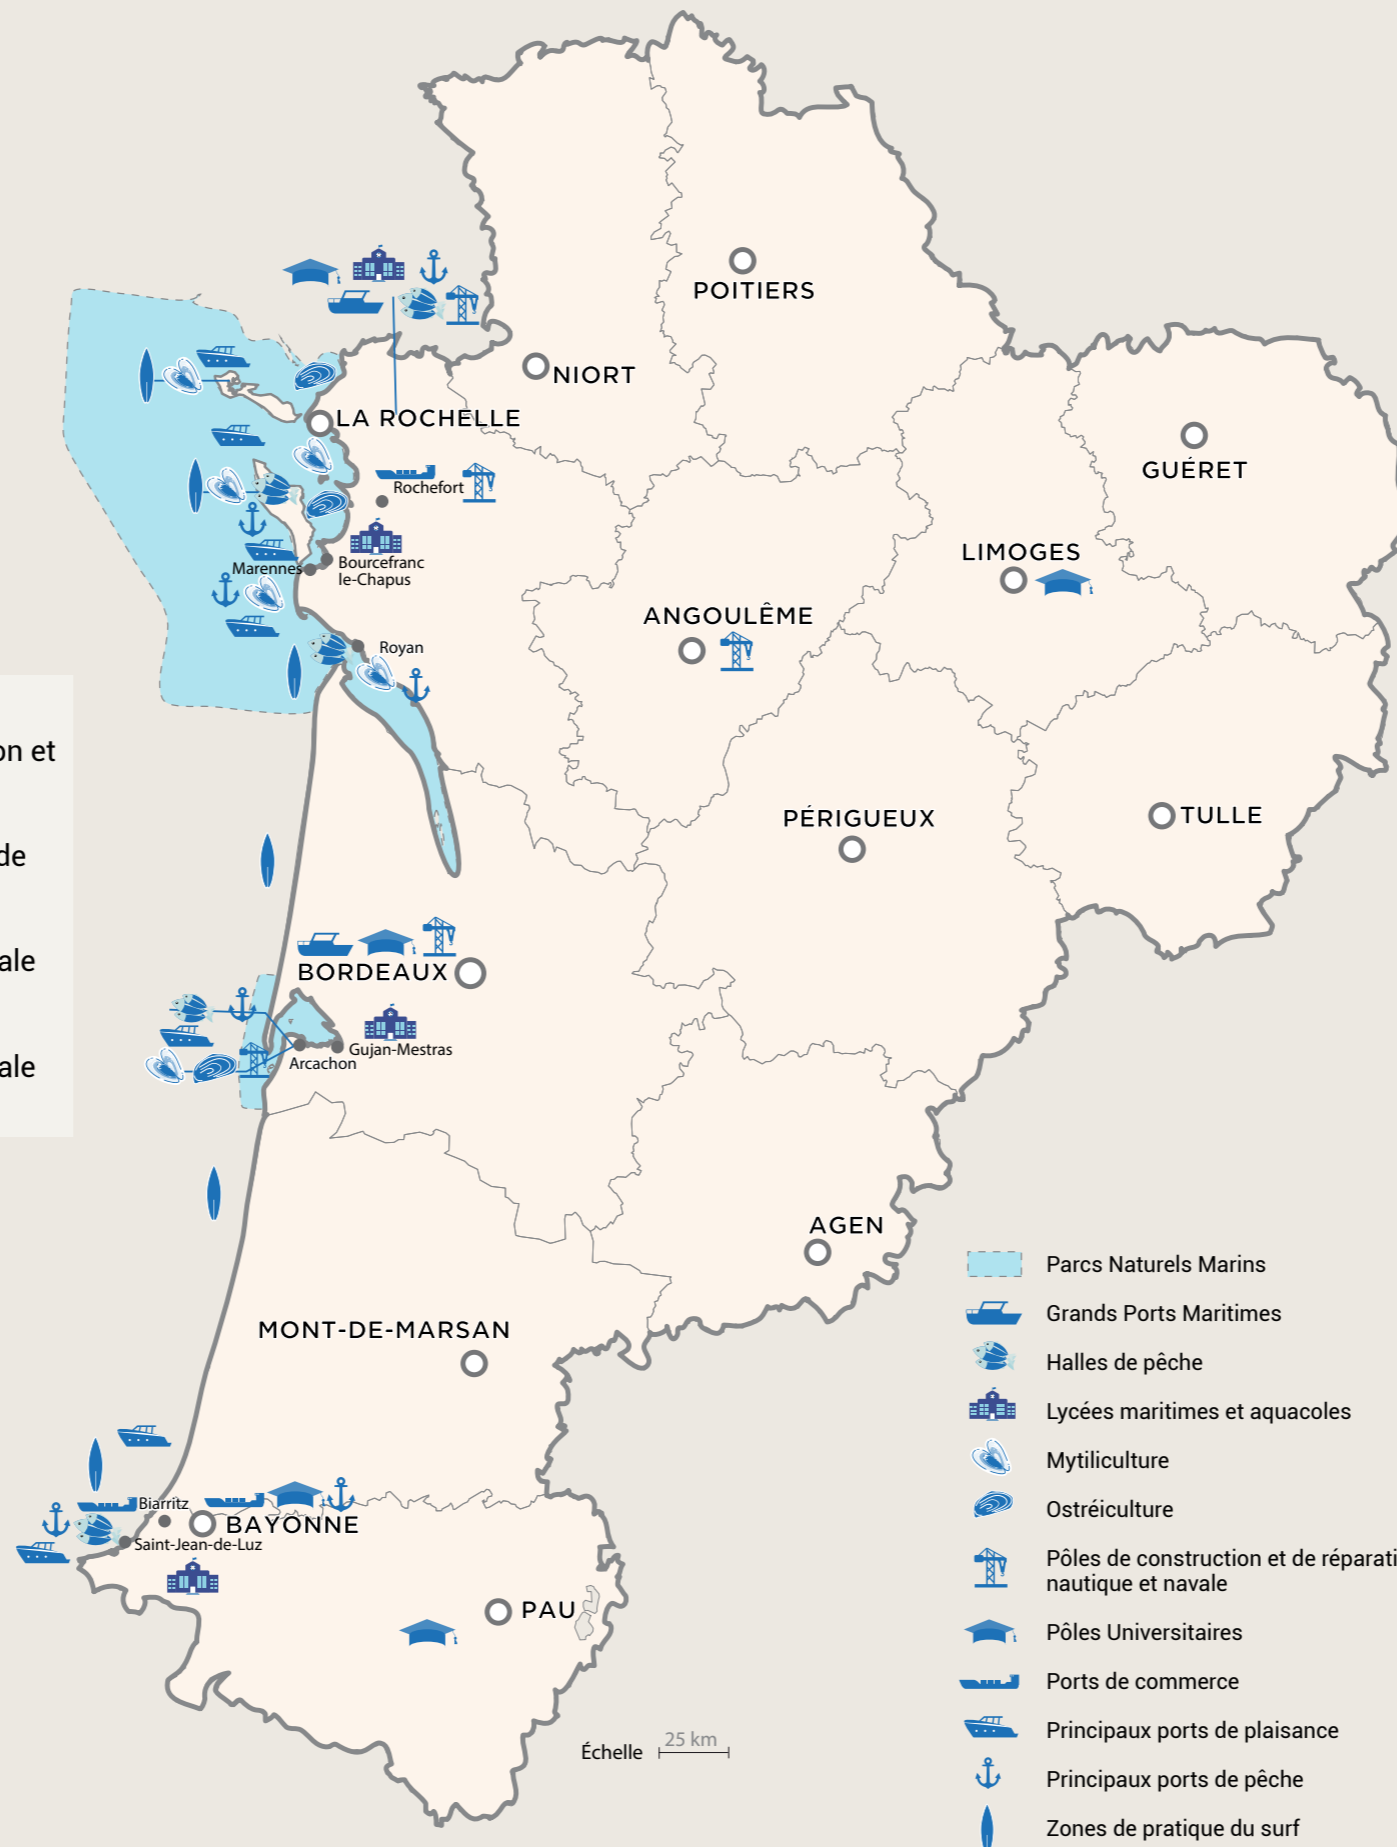 POITIERS
NIORT
LA ROCHELLE
GUÉRET
Rochefort
LIMOGES
Bourcefranc
le-Chapus
Marennes
ANGOULÊME
Royan
on et
de
ale
ale
PÉRIGUEUX
TULLE
BORDEAUX
Gujan-Mestras
Arcachon
AGEN
MONT-DE-MARSAN
Biarritz
BAYONNE
Saint-Jean-de-Luz
PAU
Échelle 25 km
Parcs Naturels Marins
Grands Ports Maritimes
Halles de pêche
Lycées maritimes et aquacoles
Mytiliculture
Ostréiculture
Pôles de construction et de réparati
nautique et navale
Pôles Universitaires
Ports de commerce
Principaux ports de plaisance
Principaux ports de pêche
Zones de pratique du surf